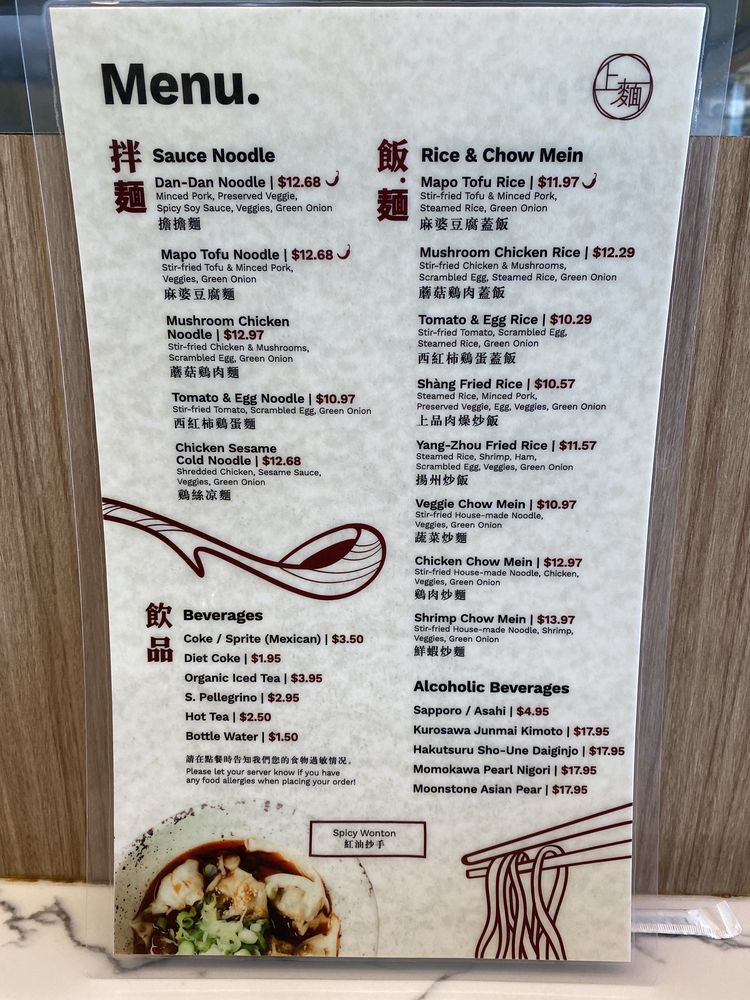 Menu.
上麵
拌麵
Sauce Noodle
Dan-Dan Noodle | $12.68
Minced Pork, Preserved Veggie,
Spicy Soy Sauce, Veggies, Green Onion
擔擔麵
Mapo Tofu Noodle | $12.68
Stir-fried Tofu & Minced Pork,
Veggies, Green Onion
麻婆豆腐麵
Mushroom Chicken
Noodle | $12.97
Stir-fried Chicken & Mushrooms,
Scrambled Egg, Green Onion
蘑菇鷄肉麵
Tomato & Egg Noodle | $10.97
Stir-fried Tomato, Scrambled Egg, Green Onion
西紅柿鷄蛋麵
Chicken Sesame
Cold Noodle | $12.68
Shredded Chicken, Sesame Sauce,
Veggies, Green Onion
鷄絲凉麵
飲品
Beverages
Coke / Sprite (Mexican) | $3.50
Diet Coke | $1.95
Organic Iced Tea | $3.95
S. Pellegrino | $2.95
Hot Tea | $2.50
Bottle Water | $1.50
請在點餐時告知我們您的食物過敏情况。
Please let your server know if you have
any food allergies when placing your order!
飯·麵
Rice & Chow Mein
Mapo Tofu Rice | $11.97
Stir-fried Tofu & Minced Pork,
Steamed Rice, Green Onion
麻婆豆腐蓋飯
Mushroom Chicken Rice | $12.29
Stir-fried Chicken & Mushrooms,
Scrambled Egg, Steamed Rice, Green Onion
蘑菇鷄肉蓋飯
Tomato & Egg Rice | $10.29
Stir-fried Tomato, Scrambled Egg,
Steamed Rice, Green Onion
西紅柿鷄蛋蓋飯
Shàng Fried Rice | $10.57
Steamed Rice, Minced Pork,
Preserved Veggie, Egg, Veggies, Green Onion
上品肉燥炒飯
Yang-Zhou Fried Rice | $11.57
Steamed Rice, Shrimp, Ham,
Scrambled Egg, Veggies, Green Onion
揚州炒飯
Veggie Chow Mein | $10.97
Stir-fried House-made Noodle,
Veggies, Green Onion
蔬菜炒麵
Chicken Chow Mein | $12.97
Stir-fried House-made Noodle, Chicken,
Veggies, Green Onion
鷄肉炒麵
Shrimp Chow Mein | $13.97
Stir-fried House-made Noodle, Shrimp,
Veggies, Green Onion
鮮蝦炒麵
Alcoholic Beverages
Sapporo / Asahi | $4.95
Kurosawa Junmai Kimoto | $17.95
Hakutsuru Sho-Une Daiginjo | $17.95
Momokawa Pearl Nigori | $17.95
Moonstone Asian Pear | $17.95
Spicy Wonton
紅油抄手